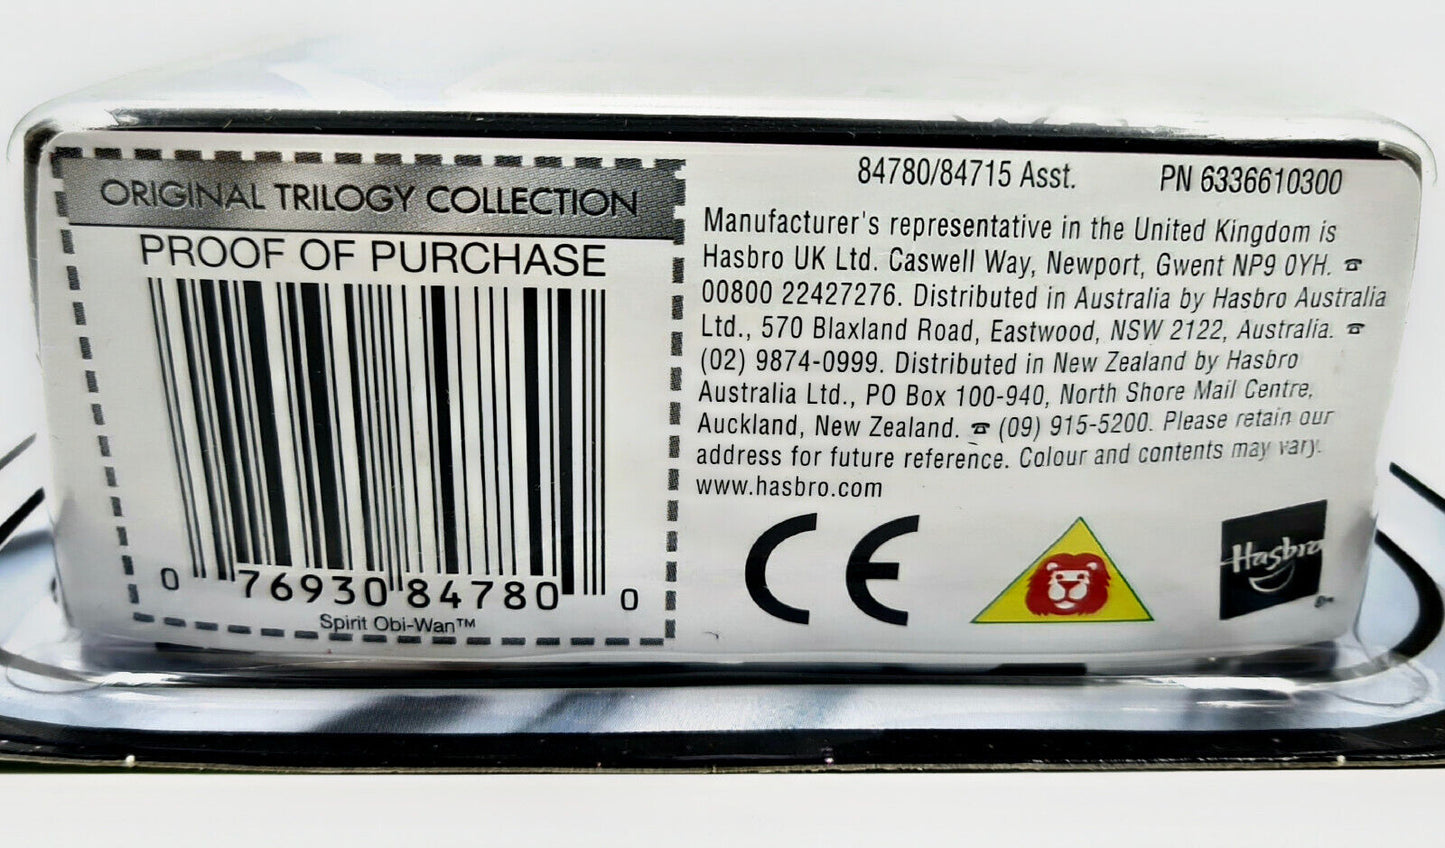 ORIGINAL TRILOGY COLLECTION
PROOF OF PURCHASE
0 76930 84780 0
Spirit Obi-Wan™
84780/84715 Asst. PN 6336610300
Manufacturer's representative in the United Kingdom is
Hasbro UK Ltd. Caswell Way, Newport, Gwent NP9 0YH. ☎
00800 22427276. Distributed in Australia by Hasbro Australia
Ltd., 570 Blaxland Road, Eastwood, NSW 2122, Australia. ☎
(02) 9874-0999. Distributed in New Zealand by Hasbro
Australia Ltd., PO Box 100-940, North Shore Mail Centre,
Auckland, New Zealand. ☎ (09) 915-5200. Please retain our
address for future reference. Colour and contents may vary.
www.hasbro.com
CE
Hasbro